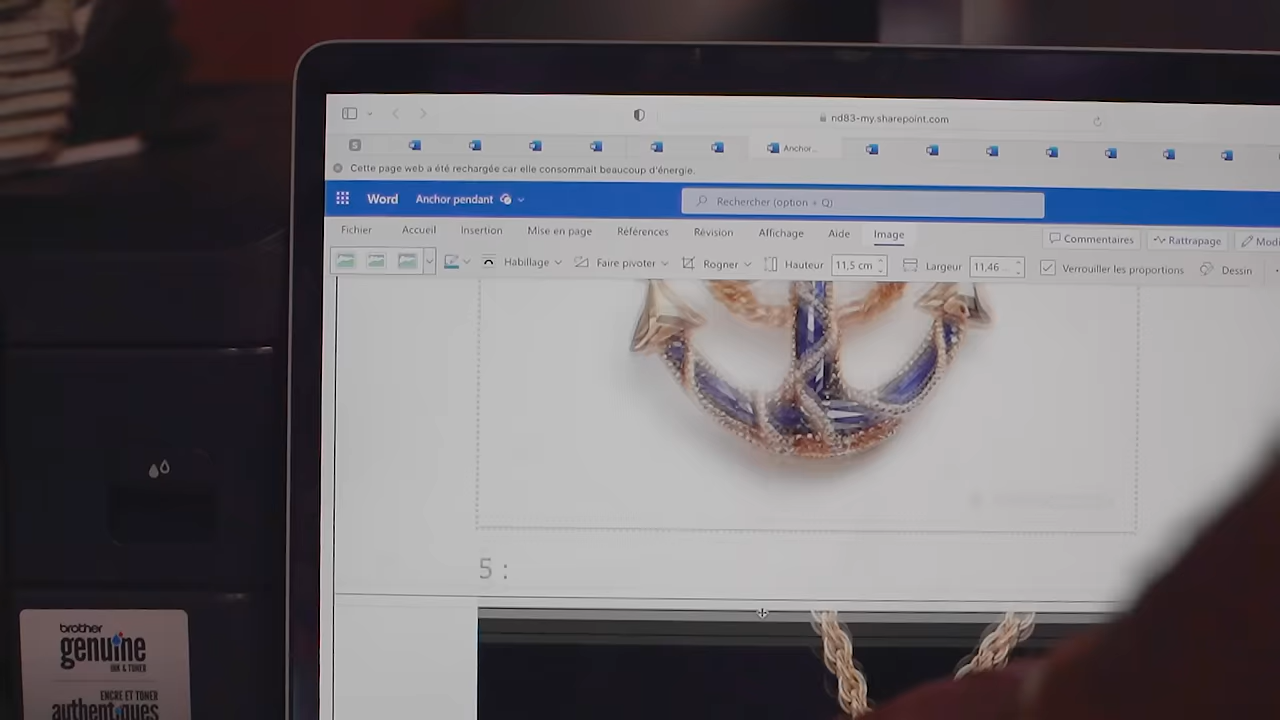 nd83-my.sharepoint.com
Anchor...
Cette page web a été rechargée car elle consommait beaucoup d'énergie.
Word Anchor pendant Rechercher (option + Q)
Fichier Accueil Insertion Mise en page Références Révision Affichage Aide Image Commentaires Rattrapage Modi
Habillage Faire pivoter Rogner Hauteur 11,5 cm Largeur 11,46 ... Verrouiller les proportions Dessin
5 :
brother
genuine
INK & TONER
ENCRE ET TONER
authentiques